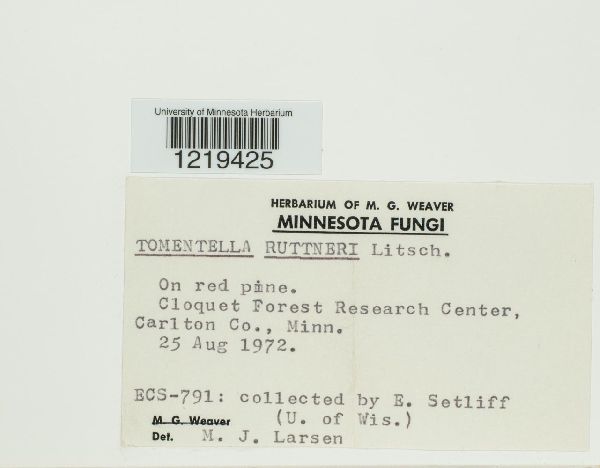 University of Minnesota Herbarium
1219425
HERBARIUM OF M. G. WEAVER
MINNESOTA FUNGI
TOMENTELLA RUTTNERI Litsch.
On red pine.
Cloquet Forest Research Center,
Carlton Co., Minn.
25 Aug 1972.
ECS-791: collected by E. Setliff
M. G. Weaver (U. of Wis.)
Det. M. J. Larsen